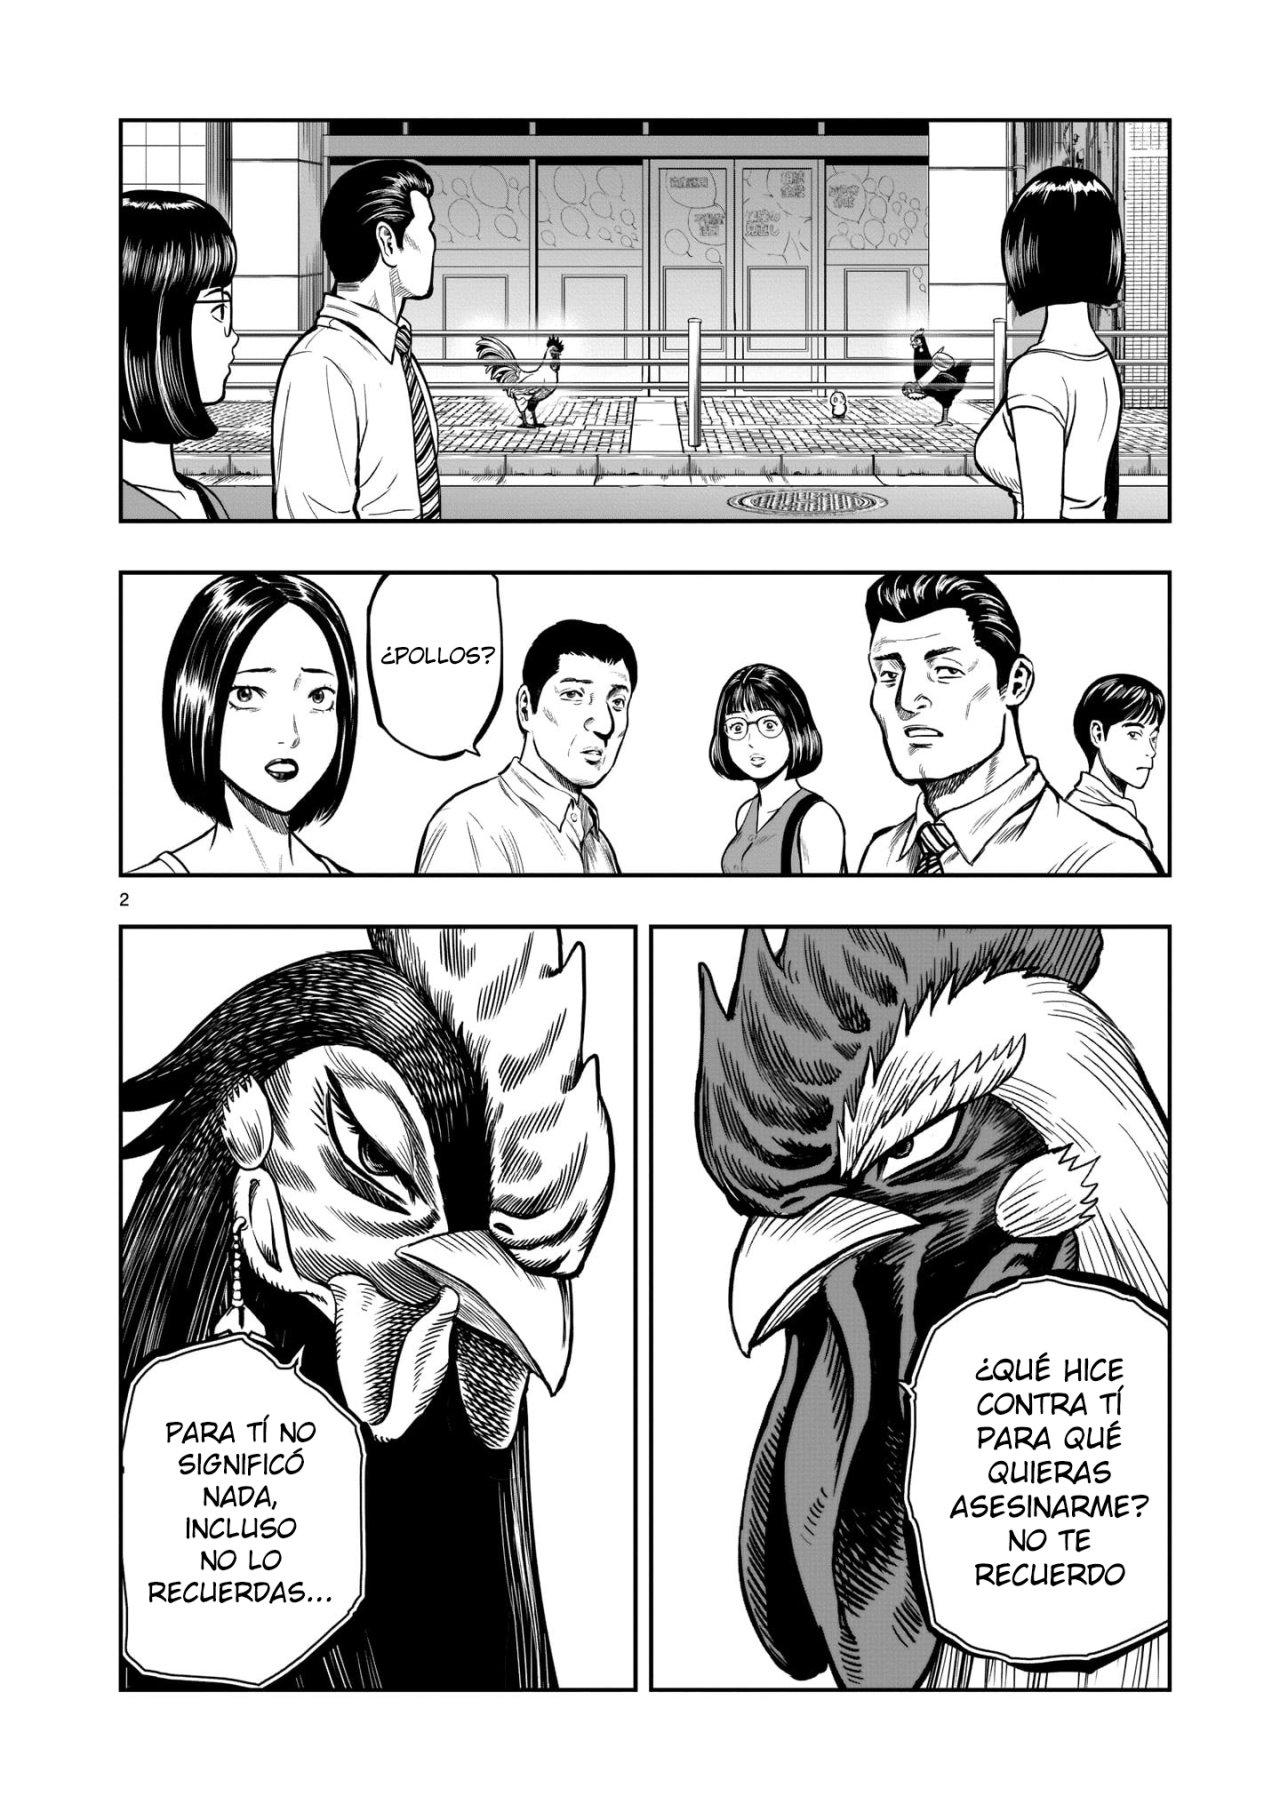 ¿POLLOS?
2
¿QUÉ HICE
CONTRA TÍ
PARA QUÉ
QUIERAS
ASESINARME?
NO TE
RECUERDO
PARA TÍ NO
SIGNIFICÓ
NADA,
INCLUSO
NO LO
RECUERDAS...